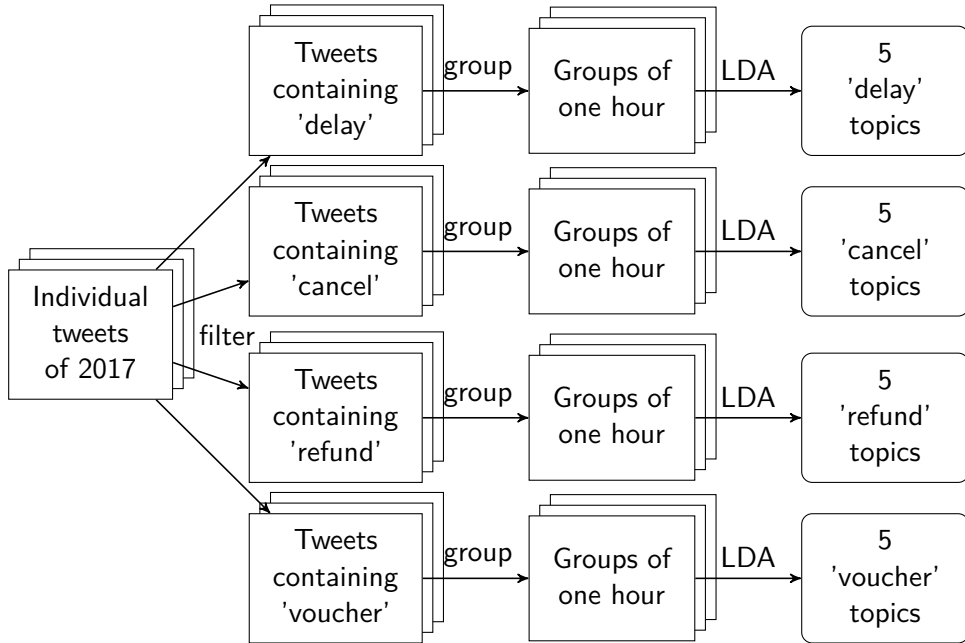 Tweets
containing
'delay'
group
Groups of
one hour
LDA
5
'delay'
topics
Tweets
containing
'cancel'
group
Groups of
one hour
LDA
5
'cancel'
topics
Individual
tweets
of 2017
filter
Tweets
containing
'refund'
group
Groups of
one hour
LDA
5
'refund'
topics
Tweets
containing
'voucher'
group
Groups of
one hour
LDA
5
'voucher'
topics